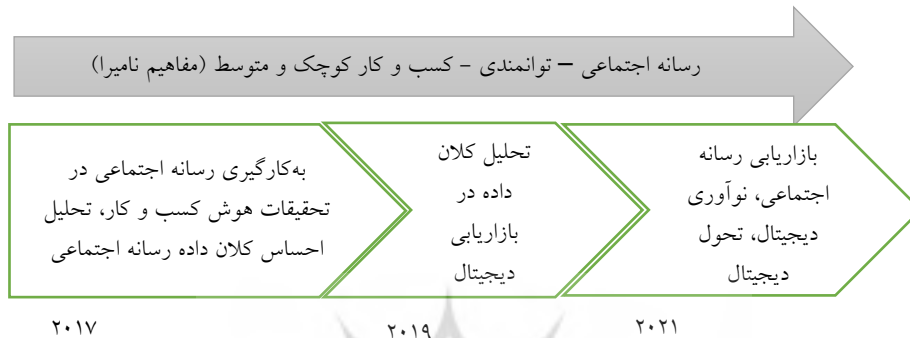 رسانه اجتماعی – توانمندی - کسب و کار کوچک و متوسط (مفاهیم نامیرا)
به‌کارگیری رسانه اجتماعی در
تحقیقات هوش کسب و کار، تحلیل
احساس کلان داده رسانه اجتماعی
تحلیل کلان
داده در
بازاریابی
دیجیتال
بازاریابی رسانه
اجتماعی، نوآوری
دیجیتال، تحول
دیجیتال
۲۰۱۷
۲۰۱۹
۲۰۲۱